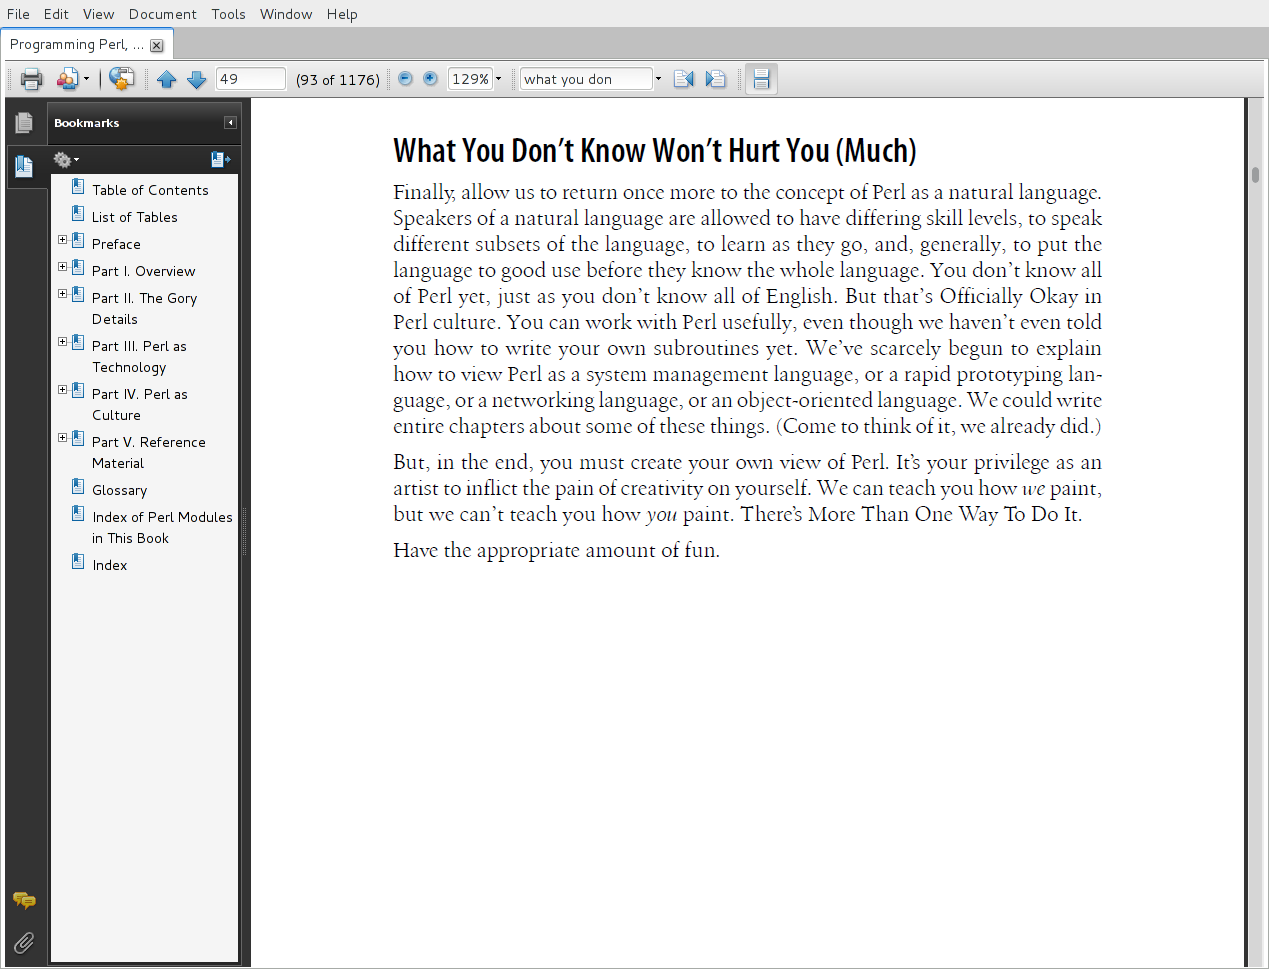 File Edit View Document Tools Window Help
Programming Perl, ...
49 (93 of 1176) 129% what you don
Bookmarks
Table of Contents
List of Tables
Preface
Part I. Overview
Part II. The Gory
Details
Part III. Perl as
Technology
Part IV. Perl as
Culture
Part V. Reference
Material
Glossary
Index of Perl Modules
in This Book
Index
What You Don’t Know Won’t Hurt You (Much)
Finally, allow us to return once more to the concept of Perl as a natural language.
Speakers of a natural language are allowed to have differing skill levels, to speak
different subsets of the language, to learn as they go, and, generally, to put the
language to good use before they know the whole language. You don’t know all
of Perl yet, just as you don’t know all of English. But that’s Officially Okay in
Perl culture. You can work with Perl usefully, even though we haven’t even told
you how to write your own subroutines yet. We’ve scarcely begun to explain
how to view Perl as a system management language, or a rapid prototyping lan-
guage, or a networking language, or an object-oriented language. We could write
entire chapters about some of these things. (Come to think of it, we already did.)
But, in the end, you must create your own view of Perl. It’s your privilege as an
artist to inflict the pain of creativity on yourself. We can teach you how we paint,
but we can’t teach you how you paint. There’s More Than One Way To Do It.
Have the appropriate amount of fun.